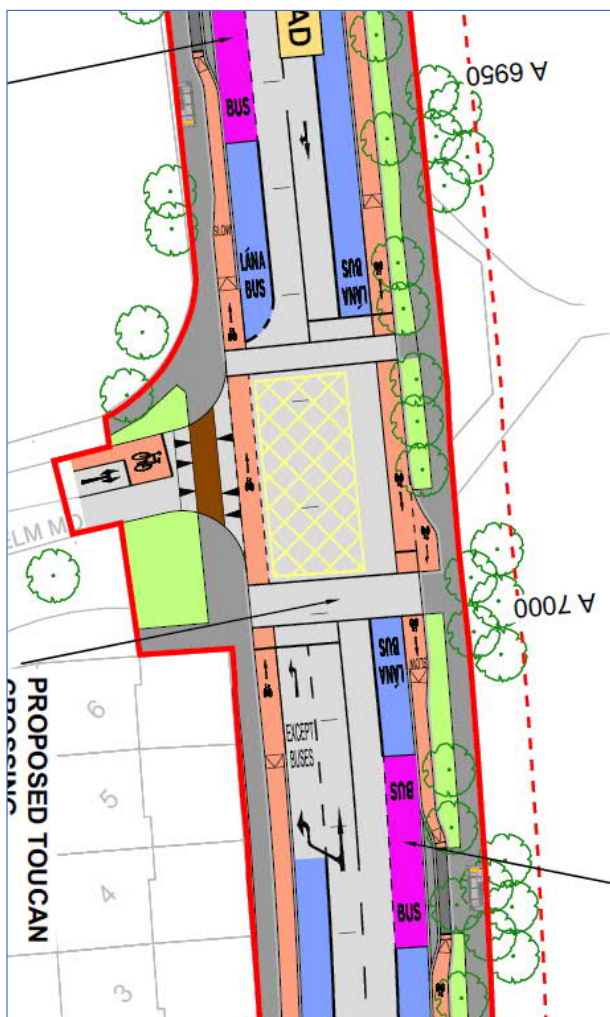 AD
A 6950
BUS
SLOW
LÁNA
BUS
LÁNA
BUS
ELM MO
A 7000
LÁNA
BUS
SLOW
EXCEPT
BUSES
BUS
BUS
PROPOSED TOUCAN
CROSSING
6
5
4
3